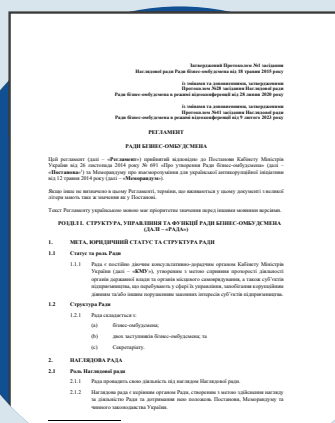 Затверджений Протоколом №1 засідання
Наглядової ради Ради бізнес-омбудсмена від 18 травня 2015 року
зі змінами та доповненнями, затвердженими
Протоколом №28 засідання Наглядової ради
Ради бізнес-омбудсмена в режимі відеоконференції від 28 липня 2020 року
зі змінами та доповненнями, затвердженими
Протоколом №41 засідання Наглядової ради
Ради бізнес-омбудсмена в режимі відеоконференції від 9 лютого 2023 року
РЕГЛАМЕНТ
РАДИ БІЗНЕС-ОМБУДСМЕНА
Цей регламент (далі – «Регламент») прийнятий відповідно до Постанови Кабінету Міністрів
України від 26 листопада 2014 року № 691 «Про утворення Ради бізнес-омбудсмена» (далі –
«Постанова») та Меморандуму про взаєморозуміння для української антикорупційної ініціативи
від 12 травня 2014 року (далі – «Меморандум»).
Якщо інше не визначено в цьому Регламенті, терміни, що вживаються у цьому документі з великої
літери мають таке ж значення як у Постанові.
Текст Регламенту українською мовою має пріоритетне значення перед іншими мовними версіями.
РОЗДІЛ I. СТРУКТУРА, УПРАВЛІННЯ ТА ФУНКЦІЇ РАДИ БІЗНЕС-ОМБУДСМЕНА
(ДАЛІ – «РАДА»)
1. МЕТА, ЮРИДИЧНИЙ СТАТУС ТА СТРУКТУРА РАДИ
1.1 Статус та роль Ради
1.1.1 Рада є постійно діючим консультативно-дорадчим органом Кабінету Міністрів
України (далі – «КМУ»), утвореним з метою сприяння прозорості діяльності
органів державної влади та органів місцевого самоврядування, а також суб’єктів
підприємництва, що перебувають у сфері їх управління, запобігання корупційним
діянням та/або іншим порушенням законних інтересів суб’єктів підприємництва.
1.2 Структура Ради
1.2.1 Рада складається з:
(a) бізнес-омбудсмена;
(b) двох заступників бізнес-омбудсмена; та
(c) Секретаріату.
2. НАГЛЯДОВА РАДА
2.1 Роль Наглядової ради
2.1.1 Рада провадить свою діяльність під наглядом Наглядової ради.
2.1.2 Наглядова рада є керівним органом Ради, створеним з метою здійснення нагляду
за діяльністю Ради та дотримання нею положень Постанови, Меморандуму та
чинного законодавства України.